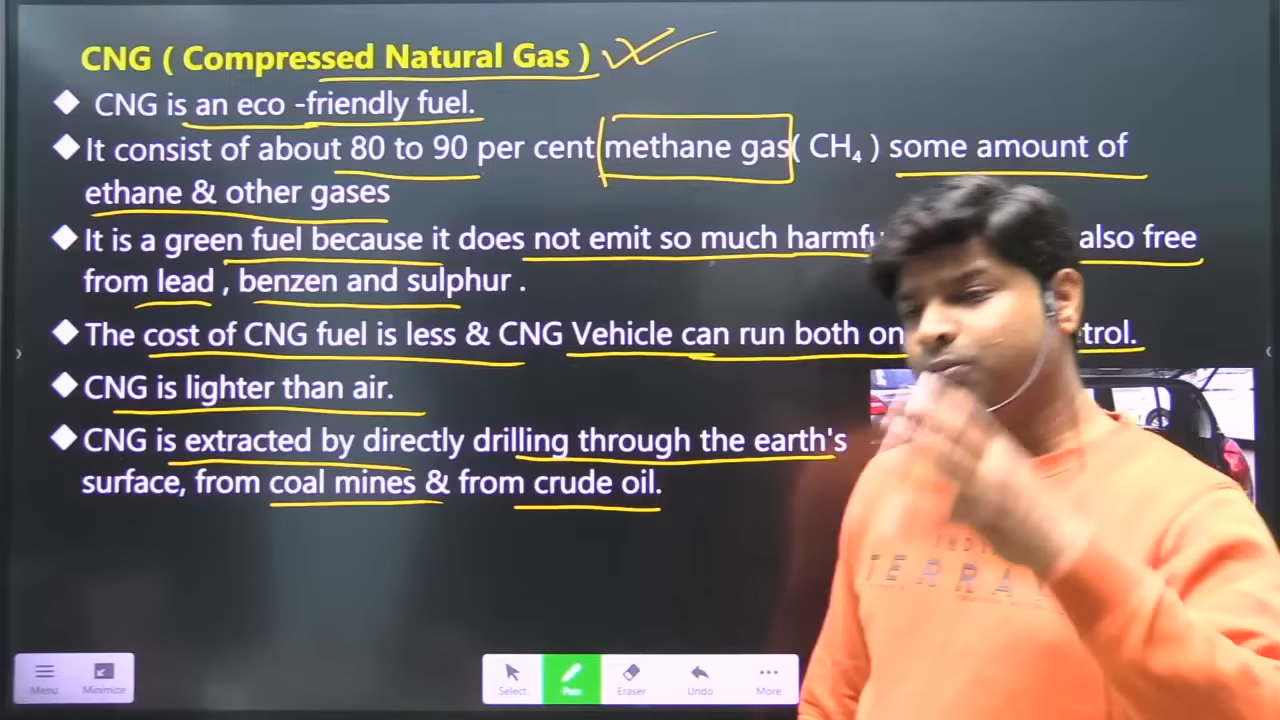 CNG ( Compressed Natural Gas )
CNG is an eco -friendly fuel.
It consist of about 80 to 90 per cent methane gas( CH₄ ) some amount of
ethane & other gases
It is a green fuel because it does not emit so much harmfu also free
from lead , benzen and sulphur .
The cost of CNG fuel is less & CNG Vehicle can run both on trol.
CNG is lighter than air.
CNG is extracted by directly drilling through the earth's
surface, from coal mines & from crude oil.
TERRA
Menu Minimize Select Pen Eraser Undo More